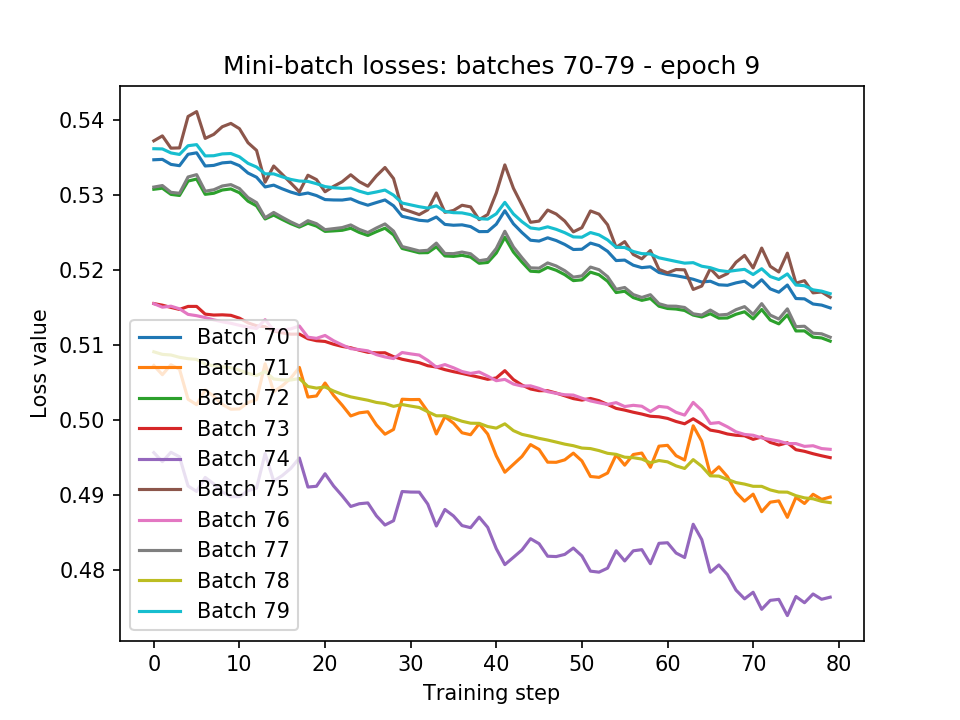 Mini-batch losses: batches 70-79 - epoch 9
0.54
0.53
0.52
0.51
0.50
0.49
0.48
Loss value
Batch 70
Batch 71
Batch 72
Batch 73
Batch 74
Batch 75
Batch 76
Batch 77
Batch 78
Batch 79
0 10 20 30 40 50 60 70 80
Training step